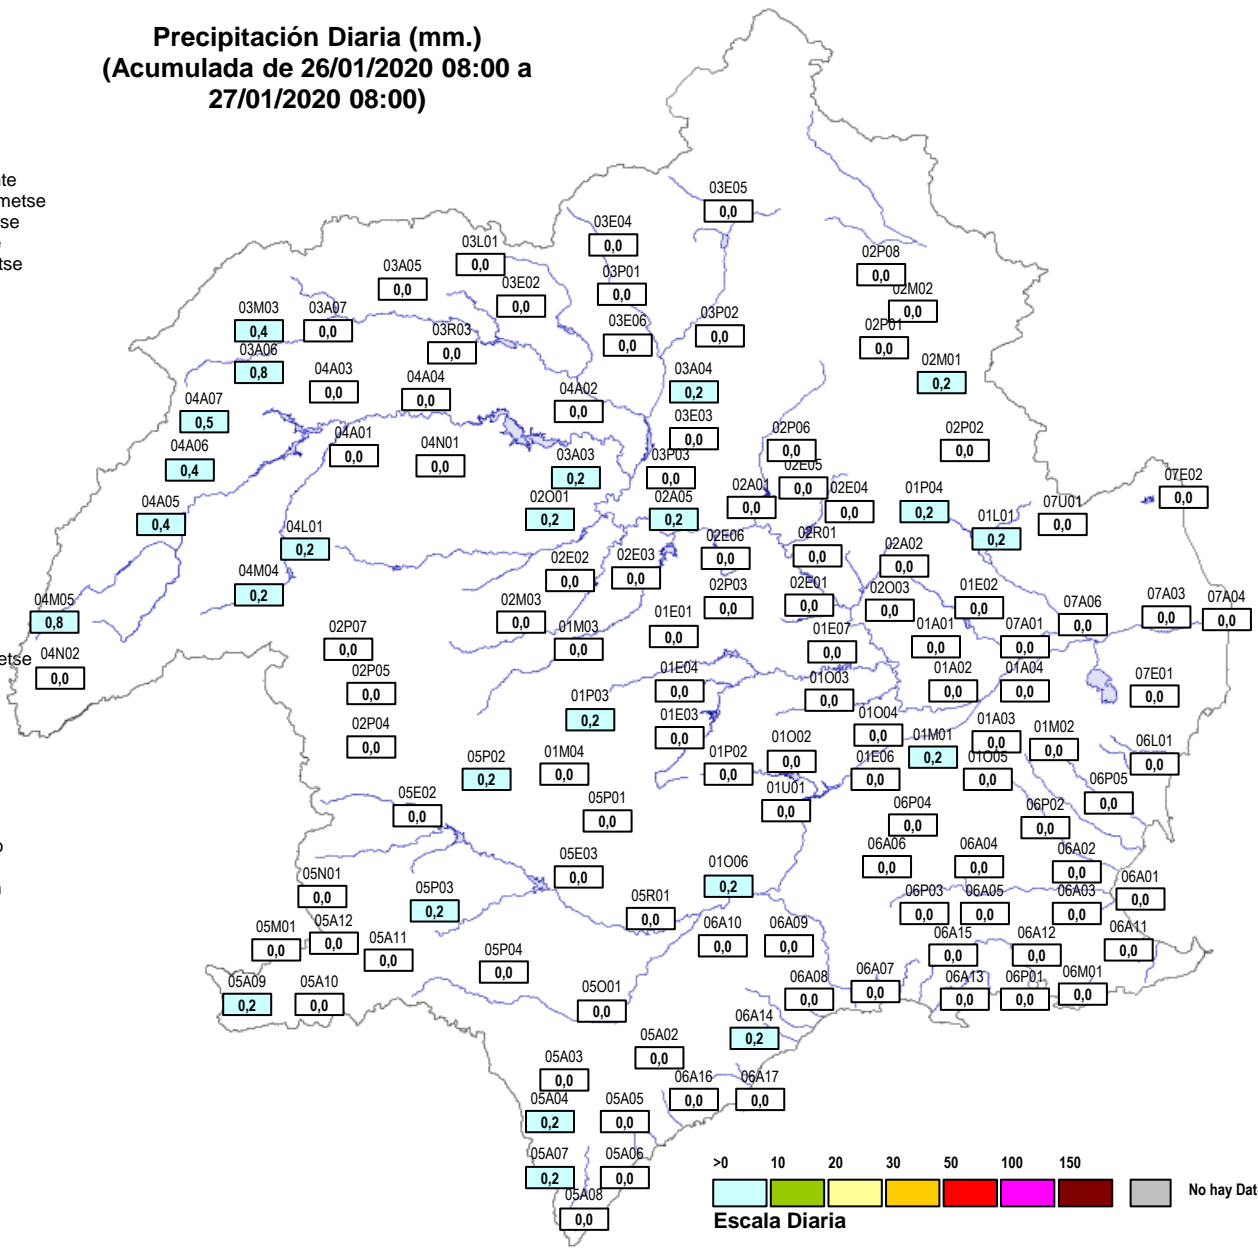 Precipitación Diaria (mm.)
(Acumulada de 26/01/2020 08:00 a
27/01/2020 08:00)
nte
metse
se
e
tse
etse
o
n
03E05
0,0
03E04
0,0
03L01
0,0
02P08
0,0
03A05
0,0
03P01
0,0
03E02
0,0
02M02
0,0
03M03
0,4
03A07
0,0
03P02
0,0
03E06
0,0
03R03
0,0
02P01
0,0
03A06
0,8
04A03
0,0
04A04
0,0
03A04
0,2
02M01
0,2
04A02
0,0
04A07
0,5
03E03
0,0
04A01
0,0
04N01
0,0
02P06
0,0
02P02
0,0
04A06
0,4
03A03
0,2
03P03
0,0
02E05
0,0
07E02
0,0
04A05
0,4
02O01
0,2
02A05
0,2
02A01
0,0
02E04
0,0
01P04
0,2
07U01
0,0
01L01
0,2
04L01
0,2
02E06
0,0
02R01
0,0
02A02
0,0
04M04
0,2
02E02
0,0
02E03
0,0
04M05
0,8
02M03
0,0
02P03
0,0
02E01
0,0
02O03
0,0
01E02
0,0
07A06
0,0
07A03
0,0
07A04
0,0
01E01
0,0
02P07
0,0
01M03
0,0
01E07
0,0
01A01
0,0
07A01
0,0
04N02
0,0
02P05
0,0
01E04
0,0
01O03
0,0
01A02
0,0
01A04
0,0
07E01
0,0
01P03
0,2
02P04
0,0
01E03
0,0
01O04
0,0
01A03
0,0
01M02
0,0
01M01
0,2
05P02
0,2
01M04
0,0
01P02
0,0
01O02
0,0
01E06
0,0
01O05
0,0
06L01
0,0
05E02
0,0
05P01
0,0
01U01
0,0
06P04
0,0
06P02
0,0
06P05
0,0
05E03
0,0
01O06
0,2
06A06
0,0
06A04
0,0
06A02
0,0
05N01
0,0
05P03
0,2
05R01
0,0
06P03
0,0
06A05
0,0
06A03
0,0
06A01
0,0
05M01
0,0
05A12
0,0
05A11
0,0
05P04
0,0
06A10
0,0
06A09
0,0
06A15
0,0
06A12
0,0
06A11
0,0
05A09
0,2
05A10
0,0
05O01
0,0
06A08
0,0
06A07
0,0
06A13
0,0
06P01
0,0
06M01
0,0
06A14
0,2
05A02
0,0
05A03
0,0
06A16
0,0
06A17
0,0
05A04
0,2
05A05
0,0
05A07
0,2
05A06
0,0
05A08
0,0
>0 10 20 30 50 100 150
No hay Dat
Escala Diaria